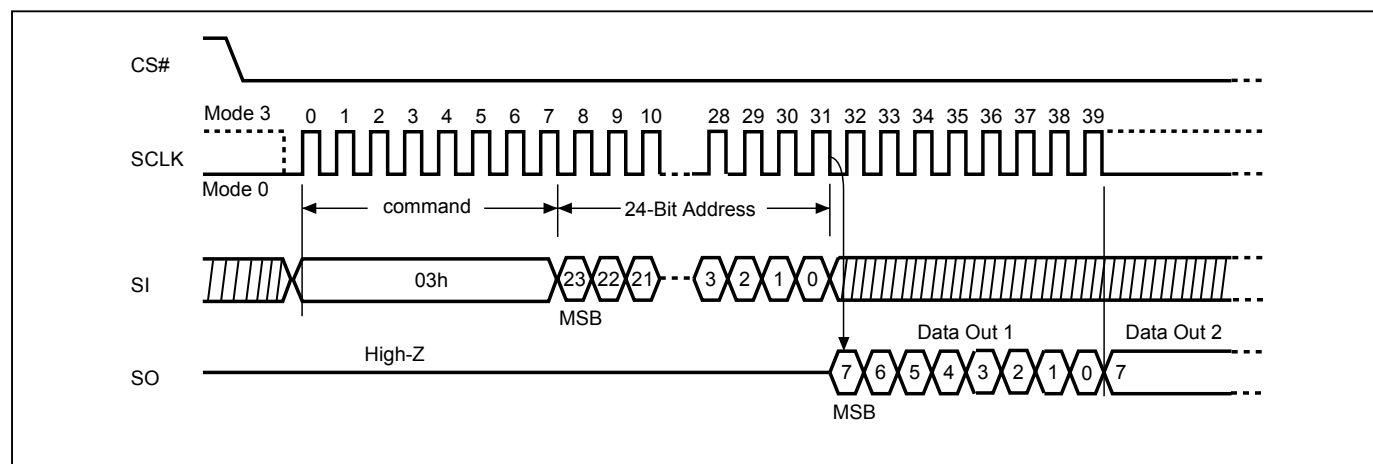 CS#
Mode 3
0 1 2 3 4 5 6 7 8 9 10 28 29 30 31 32 33 34 35 36 37 38 39
SCLK
Mode 0
command 24-Bit Address
SI 03h 23 22 21 3 2 1 0
MSB
Data Out 1 Data Out 2
High-Z
SO 7 6 5 4 3 2 1 0 7
MSB